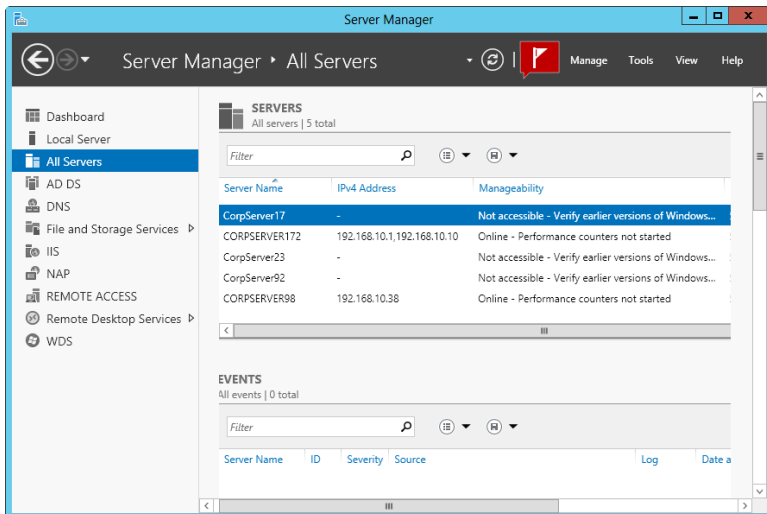 Server Manager
Server Manager • All Servers
Manage Tools View Help
Dashboard
Local Server
All Servers
AD DS
DNS
File and Storage Services
IIS
NAP
REMOTE ACCESS
Remote Desktop Services
WDS
SERVERS
All servers | 5 total
Filter
Server Name IPv4 Address Manageability
CorpServer17 - Not accessible - Verify earlier versions of Windows...
CORPSERVER172 192.168.10.1,192.168.10.10 Online - Performance counters not started
CorpServer23 - Not accessible - Verify earlier versions of Windows...
CorpServer92 - Not accessible - Verify earlier versions of Windows...
CORPSERVER98 192.168.10.38 Online - Performance counters not started
EVENTS
All events | 0 total
Filter
Server Name ID Severity Source Log Date a